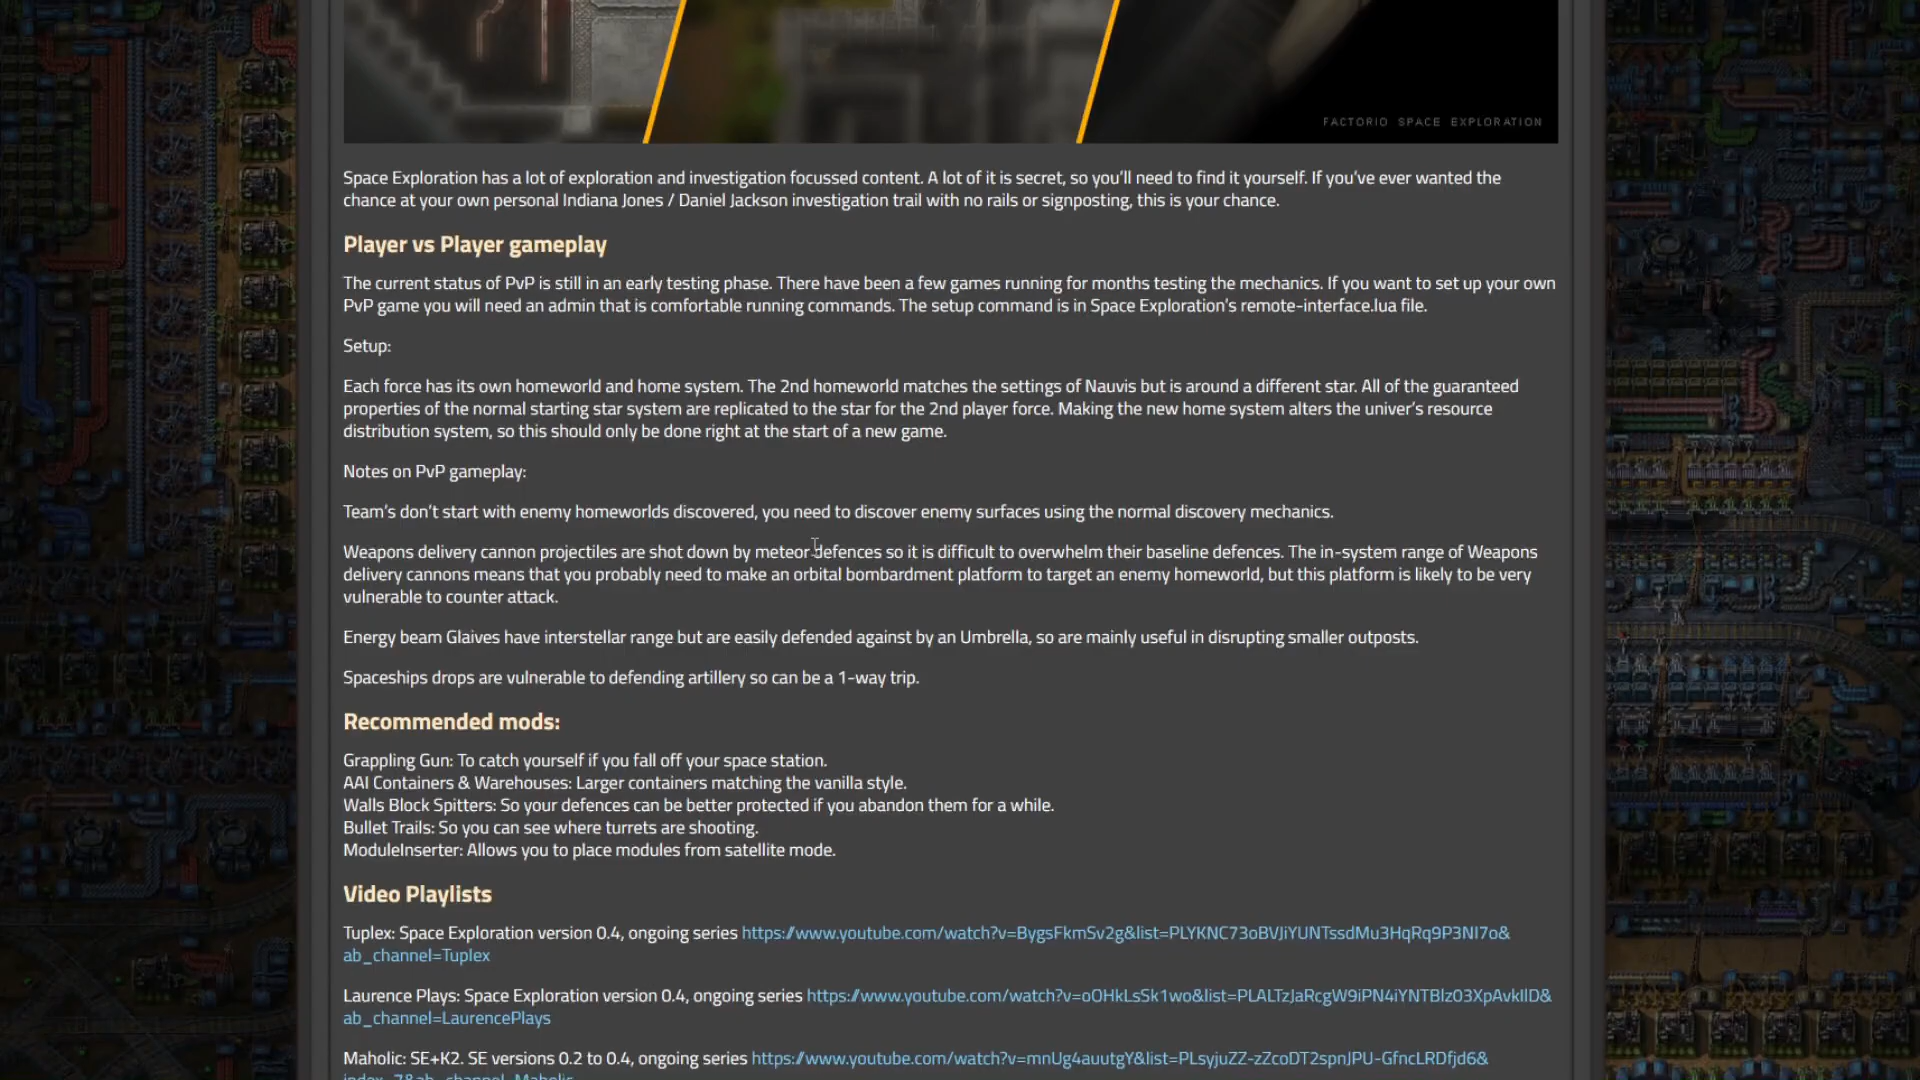 FACTORIO SPACE EXPLORATION
Space Exploration has a lot of exploration and investigation focussed content. A lot of it is secret, so you'll need to find it yourself. If you've ever wanted the
chance at your own personal Indiana Jones / Daniel Jackson investigation trail with no rails or signposting, this is your chance.
Player vs Player gameplay
The current status of PvP is still in an early testing phase. There have been a few games running for months testing the mechanics. If you want to set up your own
PvP game you will need an admin that is comfortable running commands. The setup command is in Space Exploration's remote-interface.lua file.
Setup:
Each force has its own homeworld and home system. The 2nd homeworld matches the settings of Nauvis but is around a different star. All of the guaranteed
properties of the normal starting star system are replicated to the star for the 2nd player force. Making the new home system alters the univer's resource
distribution system, so this should only be done right at the start of a new game.
Notes on PvP gameplay:
Team's don't start with enemy homeworlds discovered, you need to discover enemy surfaces using the normal discovery mechanics.
Weapons delivery cannon projectiles are shot down by meteor defences so it is difficult to overwhelm their baseline defences. The in-system range of Weapons
delivery cannons means that you probably need to make an orbital bombardment platform to target an enemy homeworld, but this platform is likely to be very
vulnerable to counter attack.
Energy beam Glaives have interstellar range but are easily defended against by an Umbrella, so are mainly useful in disrupting smaller outposts.
Spaceships drops are vulnerable to defending artillery so can be a 1-way trip.
Recommended mods:
Grappling Gun: To catch yourself if you fall off your space station.
AAI Containers & Warehouses: Larger containers matching the vanilla style.
Walls Block Spitters: So your defences can be better protected if you abandon them for a while.
Bullet Trails: So you can see where turrets are shooting.
ModuleInserter: Allows you to place modules from satellite mode.
Video Playlists
Tuplex: Space Exploration version 0.4, ongoing series https://www.youtube.com/watch?v=BygsFkmSv2g&list=PLYKNC73oBVJiYUNTssdMu3HqRq9P3NI7o&
ab_channel=Tuplex
Laurence Plays: Space Exploration version 0.4, ongoing series https://www.youtube.com/watch?v=oOHkLsSk1wo&list=PLALTzJaRcgW9iPN4iYNTBlz03XpAvkIlD&
ab_channel=LaurencePlays
Maholic: SE+K2. SE versions 0.2 to 0.4, ongoing series https://www.youtube.com/watch?v=mnUg4auutgY&list=PLsyjuZZ-zZcoDT2spnJPU-GfncLRDfjd6&
index=7&ab_channel=Maholic